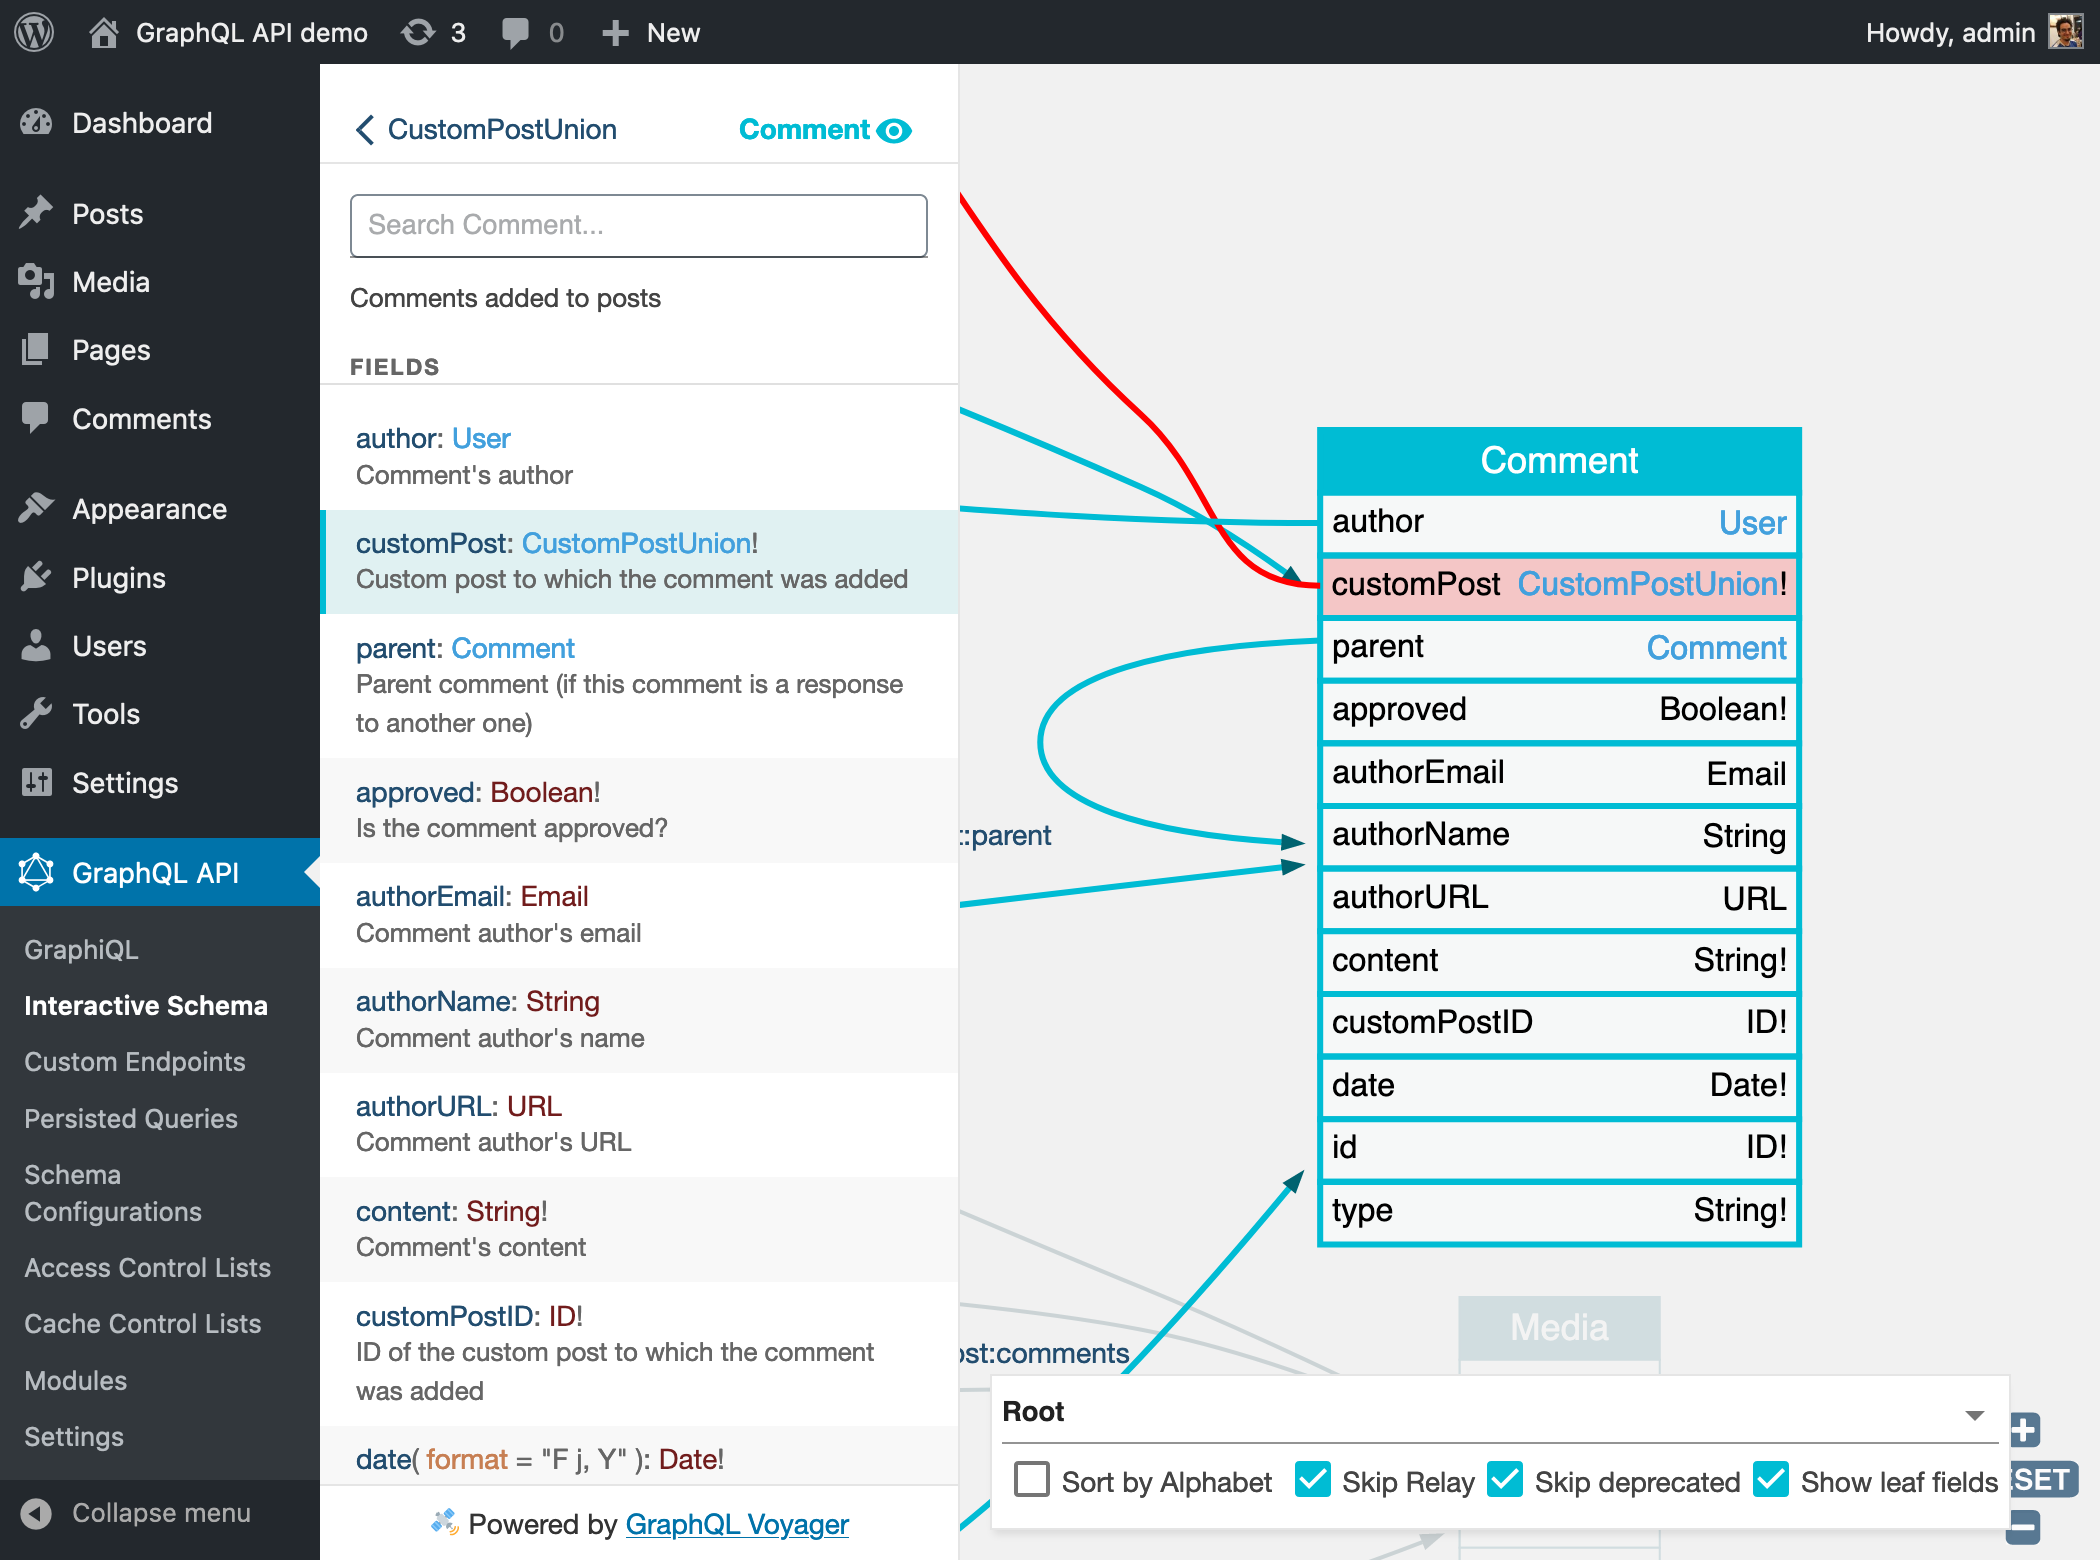 GraphQL API demo 3 0 New Howdy, admin
Dashboard
Posts
Media
Pages
Comments
Appearance
Plugins
Users
Tools
Settings
GraphQL API
GraphiQL
Interactive Schema
Custom Endpoints
Persisted Queries
Schema
Configurations
Access Control Lists
Cache Control Lists
Modules
Settings
Collapse menu
CustomPostUnion Comment
Search Comment...
Comments added to posts
FIELDS
author: User
Comment's author
customPost: CustomPostUnion!
Custom post to which the comment was added
parent: Comment
Parent comment (if this comment is a response
to another one)
approved: Boolean!
Is the comment approved?
authorEmail: Email
Comment author's email
authorName: String
Comment author's name
authorURL: URL
Comment author's URL
content: String!
Comment's content
customPostID: ID!
ID of the custom post to which the comment
was added
date( format = "F j, Y" ): Date!
Powered by GraphQL Voyager
t:parent
ost:comments
Comment
author User
customPost CustomPostUnion!
parent Comment
approved Boolean!
authorEmail Email
authorName String
authorURL URL
content String!
customPostID ID!
date Date!
id ID!
type String!
Media
Root
Sort by Alphabet Skip Relay Skip deprecated Show leaf fields
ESET